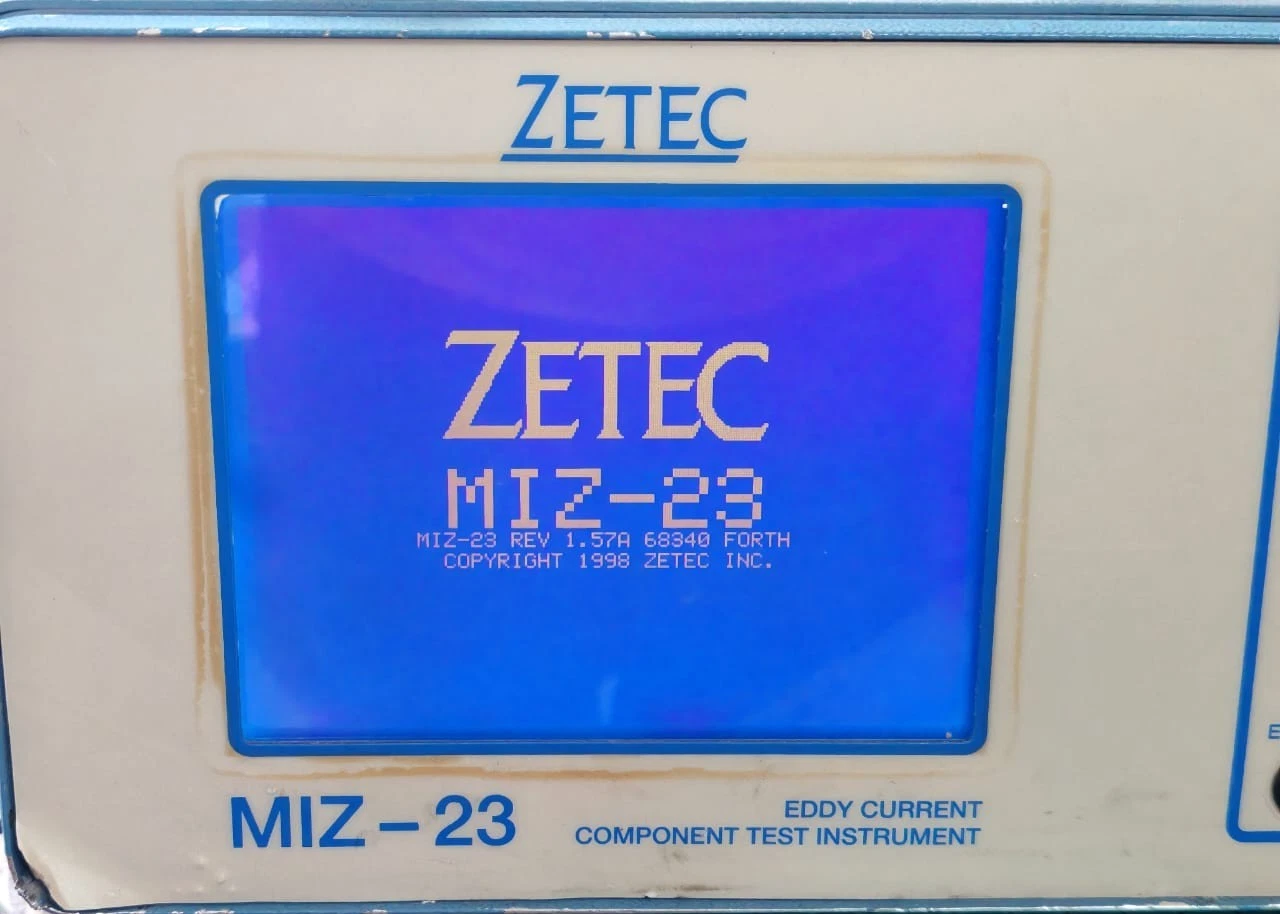 ZETEC
ZETEC
MIZ-23
MIZ-23 REV 1.57A 68340 FORTH
COPYRIGHT 1998 ZETEC INC.
MIZ-23
EDDY CURRENT
COMPONENT TEST INSTRUMENT